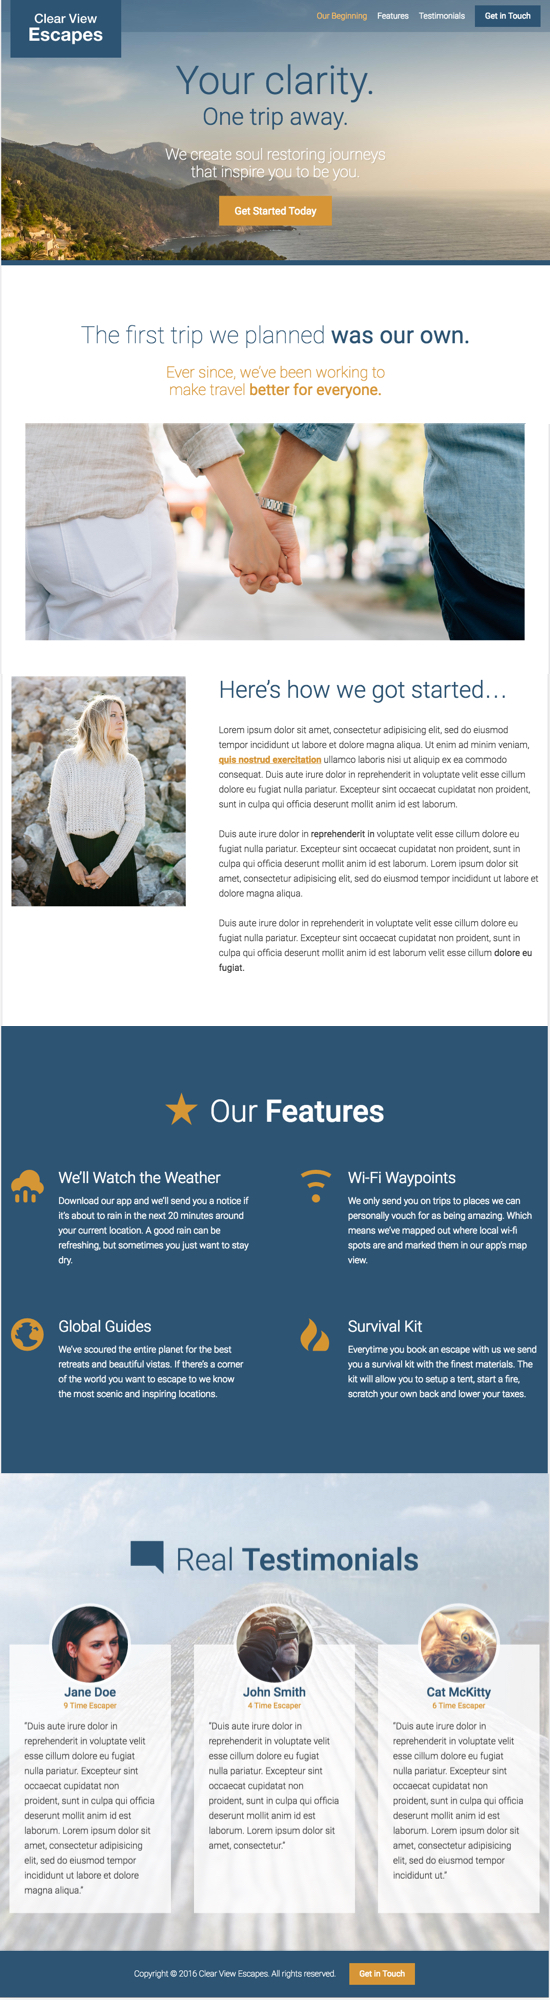 Clear View
Escapes
Our Beginning Features Testimonials Get in Touch
Your clarity.
One trip away.
We create soul restoring journeys
that inspire you to be you.
Get Started Today
The first trip we planned was our own.
Ever since, we've been working to
make travel better for everyone.
Here's how we got started...
Lorem ipsum dolor sit amet, consectetur adipisicing elit, sed do eiusmod
tempor incididunt ut labore et dolore magna aliqua. Ut enim ad minim veniam,
quis nostrud exercitation ullamco laboris nisi ut aliquip ex ea commodo
consequat. Duis aute irure dolor in reprehenderit in voluptate velit esse cillum
dolore eu fugiat nulla pariatur. Excepteur sint occaecat cupidatat non proident,
sunt in culpa qui officia deserunt mollit anim id est laborum.
Duis aute irure dolor in reprehenderit in voluptate velit esse cillum dolore eu
fugiat nulla pariatur. Excepteur sint occaecat cupidatat non proident, sunt in
culpa qui officia deserunt mollit anim id est laborum. Lorem ipsum dolor sit
amet, consectetur adipisicing elit, sed do eiusmod tempor incididunt ut labore et
dolore magna aliqua.
Duis aute irure dolor in reprehenderit in voluptate velit esse cillum dolore eu
fugiat nulla pariatur. Excepteur sint occaecat cupidatat non proident, sunt in
culpa qui officia deserunt mollit anim id est laborum velit esse cillum dolore eu
fugiat.
Our Features
We'll Watch the Weather
Download our app and we'll send you a notice if
it's about to rain in the next 20 minutes around
your current location. A good rain can be
refreshing, but sometimes you just want to stay
dry.
Wi-Fi Waypoints
We only send you on trips to places we can
personally vouch for as being amazing. Which
means we've mapped out where local wi-fi
spots are and marked them in our app's map
view.
Global Guides
We've scoured the entire planet for the best
retreats and beautiful vistas. If there's a corner
of the world you want to escape to we know
the most scenic and inspiring locations.
Survival Kit
Everytime you book an escape with us we send
you a survival kit with the finest materials. The
kit will allow you to setup a tent, start a fire,
scratch your own back and lower your taxes.
Real Testimonials
Jane Doe
9 Time Escaper
"Duis aute irure dolor in
reprehenderit in voluptate velit
esse cillum dolore eu fugiat
nulla pariatur. Excepteur sint
occaecat cupidatat non
proident, sunt in culpa qui officia
deserunt mollit anim id est
laborum. Lorem ipsum dolor sit
amet, consectetur adipisicing
elit, sed do eiusmod tempor
incididunt ut labore et dolore
magna aliqua."
John Smith
4 Time Escaper
"Duis aute irure dolor in
reprehenderit in voluptate velit
esse cillum dolore eu fugiat
nulla pariatur. Excepteur sint
occaecat cupidatat non
proident, sunt in culpa qui officia
deserunt mollit anim id est
laborum. Lorem ipsum dolor sit
amet, consectetur."
Cat McKitty
6 Time Escaper
"Duis aute irure dolor in
reprehenderit in voluptate velit
esse cillum dolore eu fugiat
nulla pariatur. Excepteur sint
occaecat cupidatat non
proident, sunt in culpa qui officia
deserunt mollit anim id est
laborum. Lorem ipsum dolor sit
amet, consectetur adipisicing
elit, sed do eiusmod tempor
incididunt ut."
Copyright © 2016 Clear View Escapes. All rights reserved. Get in Touch